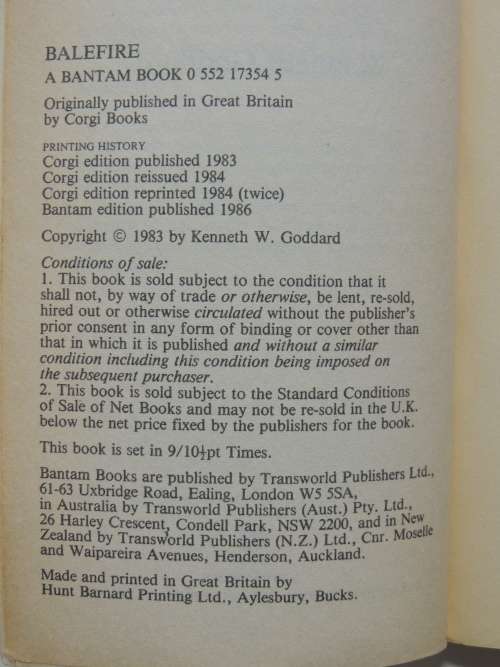 BALEFIRE
A BANTAM BOOK 0 552 17354 5
Originally published in Great Britain
by Corgi Books
PRINTING HISTORY
Corgi edition published 1983
Corgi edition reissued 1984
Corgi edition reprinted 1984 (twice)
Bantam edition published 1986
Copyright © 1983 by Kenneth W. Goddard
Conditions of sale:
1. This book is sold subject to the condition that it
shall not, by way of trade or otherwise, be lent, re-sold,
hired out or otherwise circulated without the publisher's
prior consent in any form of binding or cover other than
that in which it is published and without a similar
condition including this condition being imposed on
the subsequent purchaser.
2. This book is sold subject to the Standard Conditions
of Sale of Net Books and may not be re-sold in the U.K.
below the net price fixed by the publishers for the book.
This book is set in 9/10½pt Times.
Bantam Books are published by Transworld Publishers Ltd.,
61-63 Uxbridge Road, Ealing, London W5 5SA,
in Australia by Transworld Publishers (Aust.) Pty. Ltd.,
26 Harley Crescent, Condell Park, NSW 2200, and in New
Zealand by Transworld Publishers (N.Z.) Ltd., Cnr. Moselle
and Waipareira Avenues, Henderson, Auckland.
Made and printed in Great Britain by
Hunt Barnard Printing Ltd., Aylesbury, Bucks.